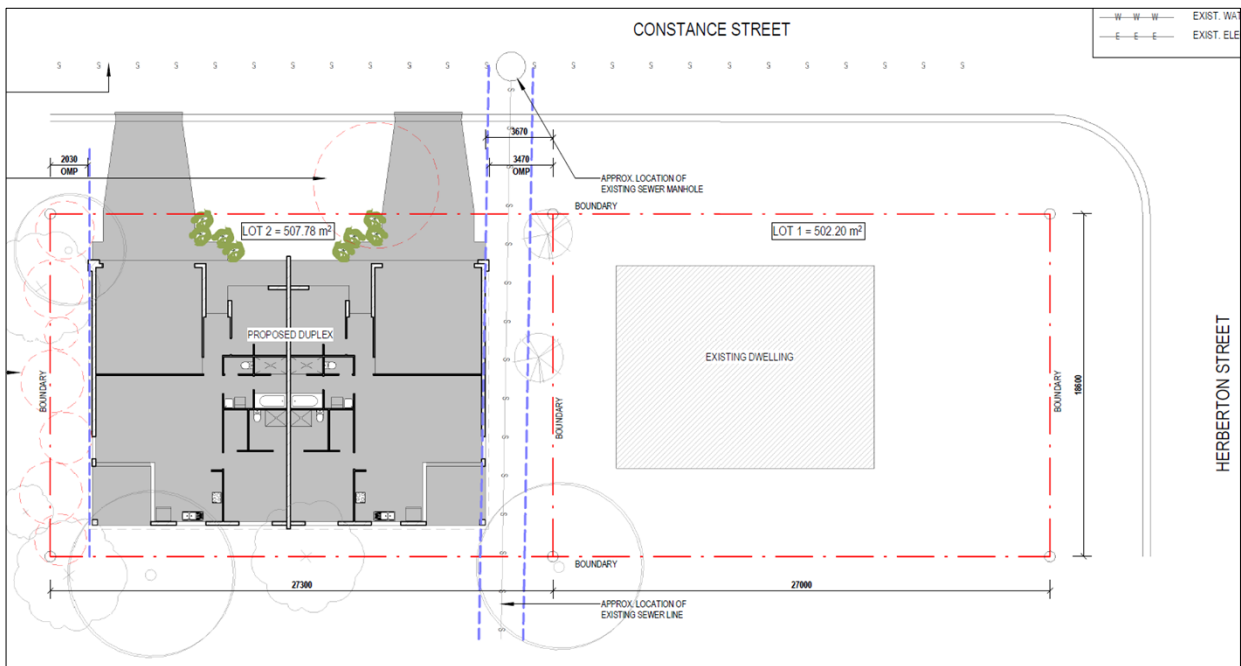 CONSTANCE STREET
W W W EXIST. WAT
E E E EXIST. ELE
S S S S S S S S S S S S S S S S S S S S S S S
3670
2030
OMP
3470
OMP
APPROX. LOCATION OF
EXISTING SEWER MANHOLE
BOUNDARY
LOT 2 = 507.78 m²
LOT 1 = 502.20 m²
PROPOSED DUPLEX
EXISTING DWELLING
BOUNDARY
BOUNDARY
BOUNDARY
18600
HERBERTON STREET
BOUNDARY
27300
27000
APPROX. LOCATION OF
EXISTING SEWER LINE